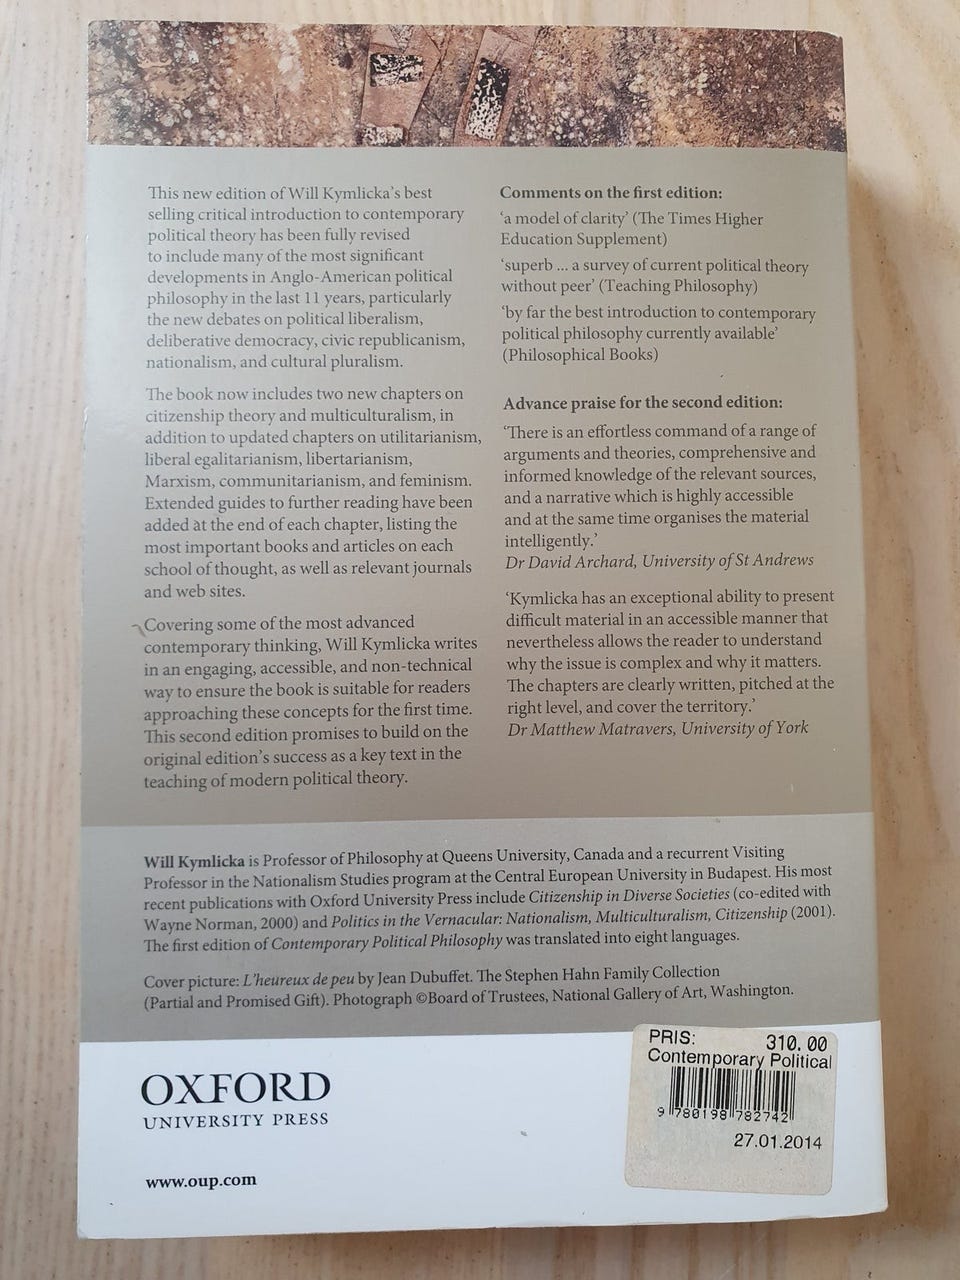 This new edition of Will Kymlicka's best
selling critical introduction to contemporary
political theory has been fully revised
to include many of the most significant
developments in Anglo-American political
philosophy in the last 11 years, particularly
the new debates on political liberalism,
deliberative democracy, civic republicanism,
nationalism, and cultural pluralism.
The book now includes two new chapters on
citizenship theory and multiculturalism, in
addition to updated chapters on utilitarianism,
liberal egalitarianism, libertarianism,
Marxism, communitarianism, and feminism.
Extended guides to further reading have been
added at the end of each chapter, listing the
most important books and articles on each
school of thought, as well as relevant journals
and web sites.
Covering some of the most advanced
contemporary thinking, Will Kymlicka writes
in an engaging, accessible, and non-technical
way to ensure the book is suitable for readers
approaching these concepts for the first time.
This second edition promises to build on the
original edition's success as a key text in the
teaching of modern political theory.
Comments on the first edition:
'a model of clarity' (The Times Higher
Education Supplement)
'superb ... a survey of current political theory
without peer' (Teaching Philosophy)
'by far the best introduction to contemporary
political philosophy currently available'
(Philosophical Books)
Advance praise for the second edition:
'There is an effortless command of a range of
arguments and theories, comprehensive and
informed knowledge of the relevant sources,
and a narrative which is highly accessible
and at the same time organises the material
intelligently.'
Dr David Archard, University of St Andrews
'Kymlicka has an exceptional ability to present
difficult material in an accessible manner that
nevertheless allows the reader to understand
why the issue is complex and why it matters.
The chapters are clearly written, pitched at the
right level, and cover the territory.'
Dr Matthew Matravers, University of York
Will Kymlicka is Professor of Philosophy at Queens University, Canada and a recurrent Visiting
Professor in the Nationalism Studies program at the Central European University in Budapest. His most
recent publications with Oxford University Press include Citizenship in Diverse Societies (co-edited with
Wayne Norman, 2000) and Politics in the Vernacular: Nationalism, Multiculturalism, Citizenship (2001).
The first edition of Contemporary Political Philosophy was translated into eight languages.
Cover picture: L'heureux de peu by Jean Dubuffet. The Stephen Hahn Family Collection
(Partial and Promised Gift). Photograph ©Board of Trustees, National Gallery of Art, Washington.
OXFORD
UNIVERSITY PRESS
www.oup.com
PRIS: 310.00
Contemporary Political
9 780198 782742
27.01.2014